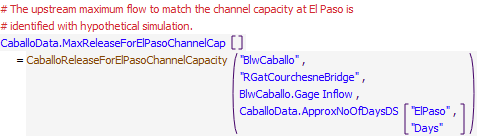 # The upstream maximum flow to match the channel capacity at El Paso is
# identified with hypothetical simulation.
CaballoData.MaxReleaseForElPasoChannelCap []
= CaballoReleaseForElPasoChannelCapacity ( "BlwCaballo" ,
"RGatCourchesneBridge" ,
BlwCaballo.Gage Inflow ,
CaballoData.ApproxNoOfDaysDS [ "ElPaso" ,
"Days" ] )